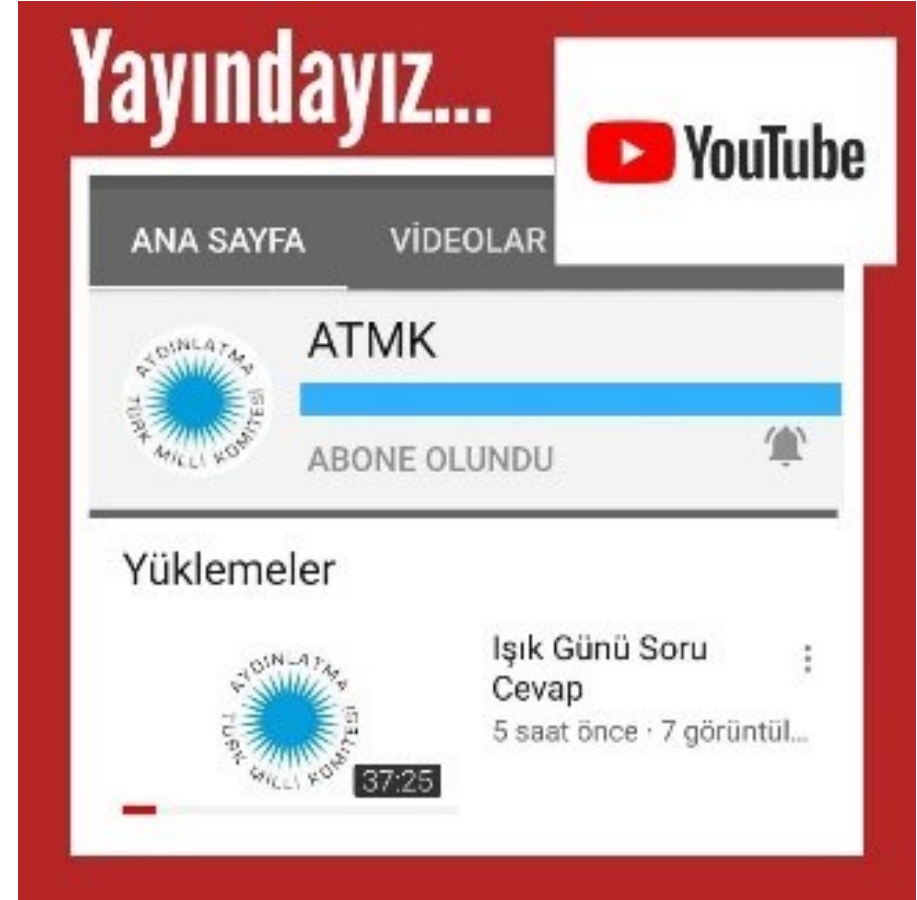 Yayındayız...
YouTube
ANA SAYFA VİDEOLAR
AYDINLATMA TÜRK MİLLİ KOMİTESİ
ATMK
ABONE OLUNDU
Yüklemeler
AYDINLATMA TÜRK MİLLİ KOMİTESİ
37:25
Işık Günü Soru
Cevap
5 saat önce · 7 görüntül...